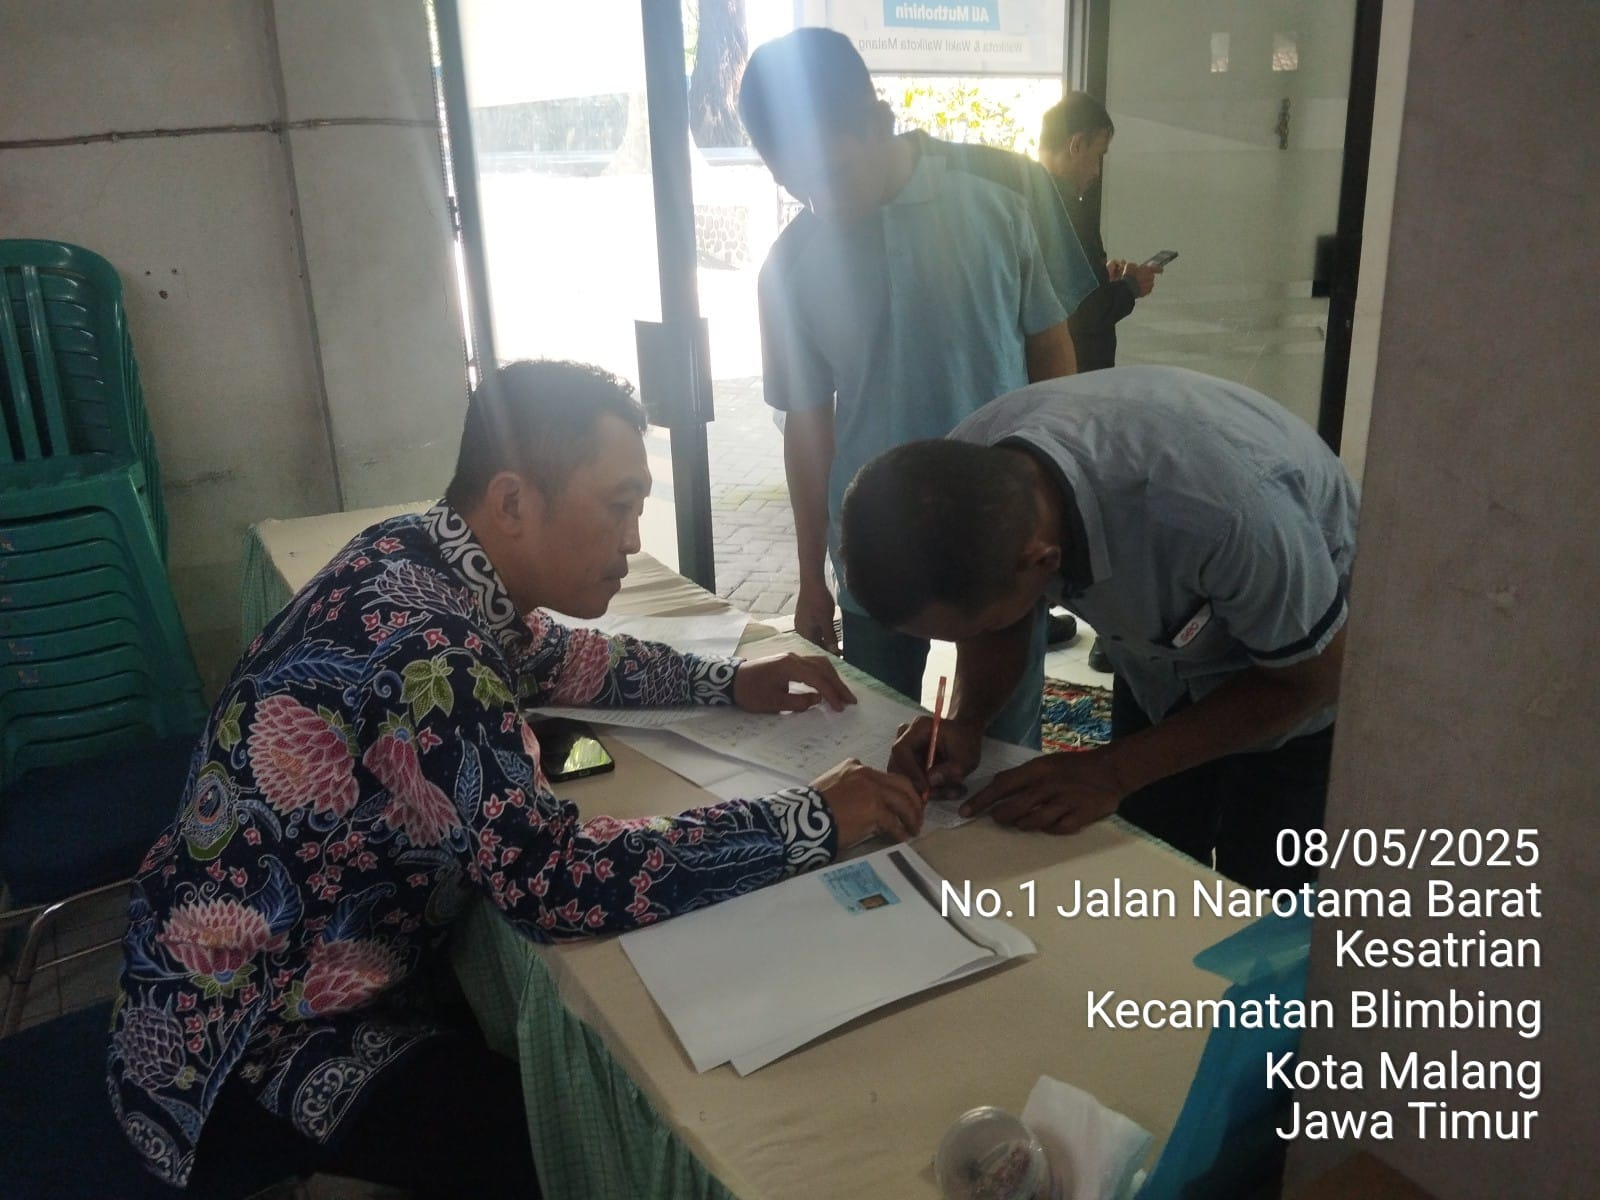 Ali Muthohirin
Walikota & Wakil Walikota Malang
08/05/2025
No.1 Jalan Narotama Barat
Kesatrian
Kecamatan Blimbing
Kota Malang
Jawa Timur